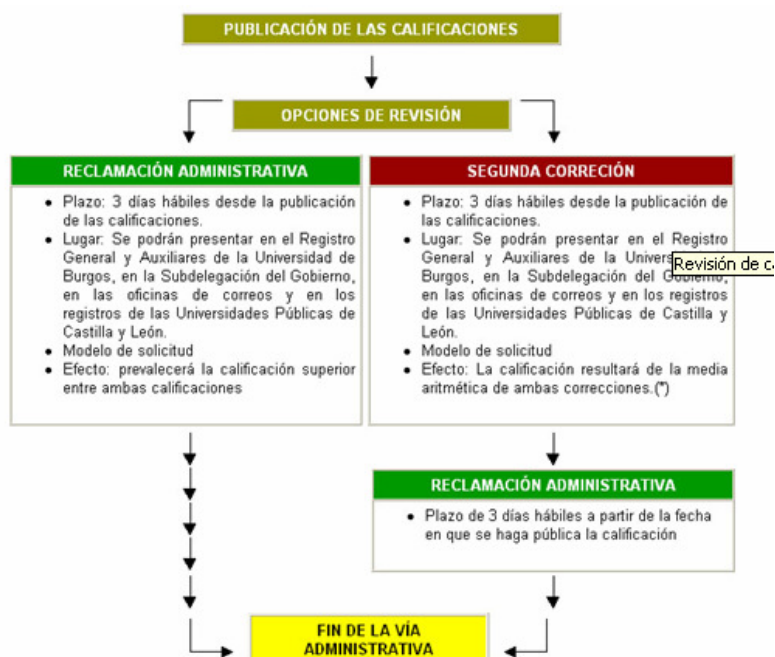 PUBLICACIÓN DE LAS CALIFICACIONES
OPCIONES DE REVISIÓN
RECLAMACIÓN ADMINISTRATIVA
• Plazo: 3 días hábiles desde la publicación
de las calificaciones.
• Lugar: Se podrán presentar en el Registro
General y Auxiliares de la Universidad de
Burgos, en la Subdelegación del Gobierno,
en las oficinas de correos y en los
registros de las Universidades Públicas de
Castilla y León.
• Modelo de solicitud
• Efecto: prevalecerá la calificación superior
entre ambas calificaciones
SEGUNDA CORRECIÓN
• Plazo: 3 días hábiles desde la publicación de
las calificaciones.
• Lugar: Se podrán presentar en el Registro
General y Auxiliares de la
Burgos, en la Subdelegación del Gobierno,
en las oficinas de correos y en los registros
de las Universidades Públicas de Castilla y
León.
• Modelo de solicitud
• Efecto: La calificación resultará de la media
aritmética de ambas correcciones.(*)
Revisión de
RECLAMACIÓN ADMINISTRATIVA
• Plazo de 3 días hábiles a partir de la fecha
en que se haga pública la calificación
FIN DE LA VÍA
ADMINISTRATIVA